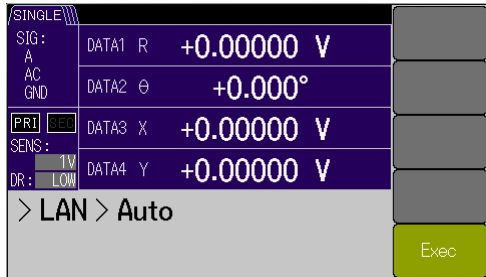 SINGLE
SIG:
A
AC
GND
DATA1 R +0.00000 V
DATA2 θ +0.000°
PRI SEC
DATA3 X +0.00000 V
SENS:
1V
DATA4 Y +0.00000 V
DR: LOW
> LAN > Auto
Exec